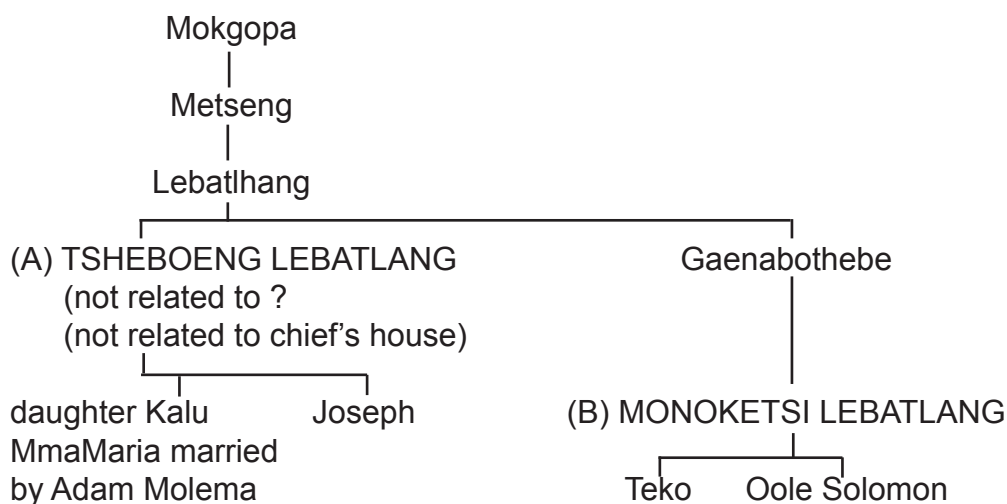 Mokgopa
Metseng
Lebatlhang
(A) TSHEBOENG LEBATLANG
(not related to ?
(not related to chief's house)
Gaenabothebe
daughter Kalu
MmaMaria married
by Adam Molema
Joseph
(B) MONOKETSI LEBATLANG
Teko
Oole Solomon